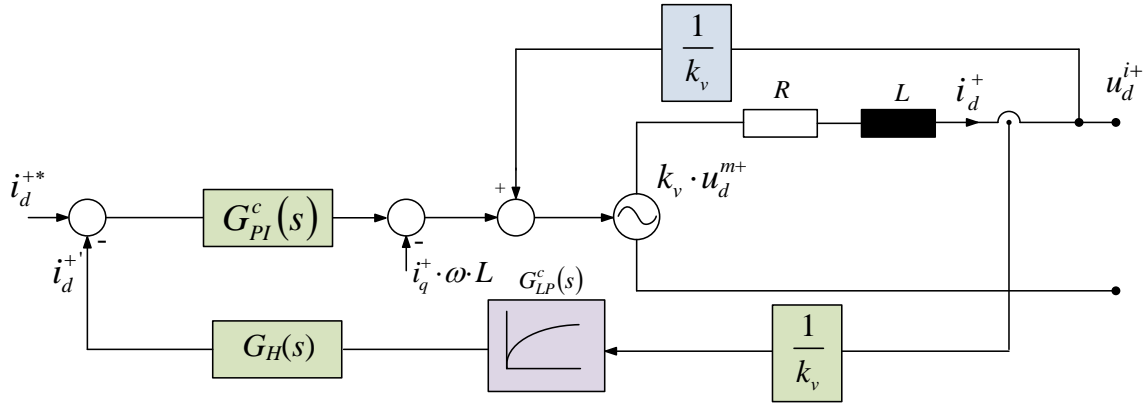 1/k_v
u_d^{i+}
R
L
i_d^+
i_d^{+*}
+
k_v · u_d^{m+}
G_{PI}^c(s)
-
-
i_d^{+'}
i_q^+ · ω · L
G_{LP}^c(s)
G_H(s)
1/k_v